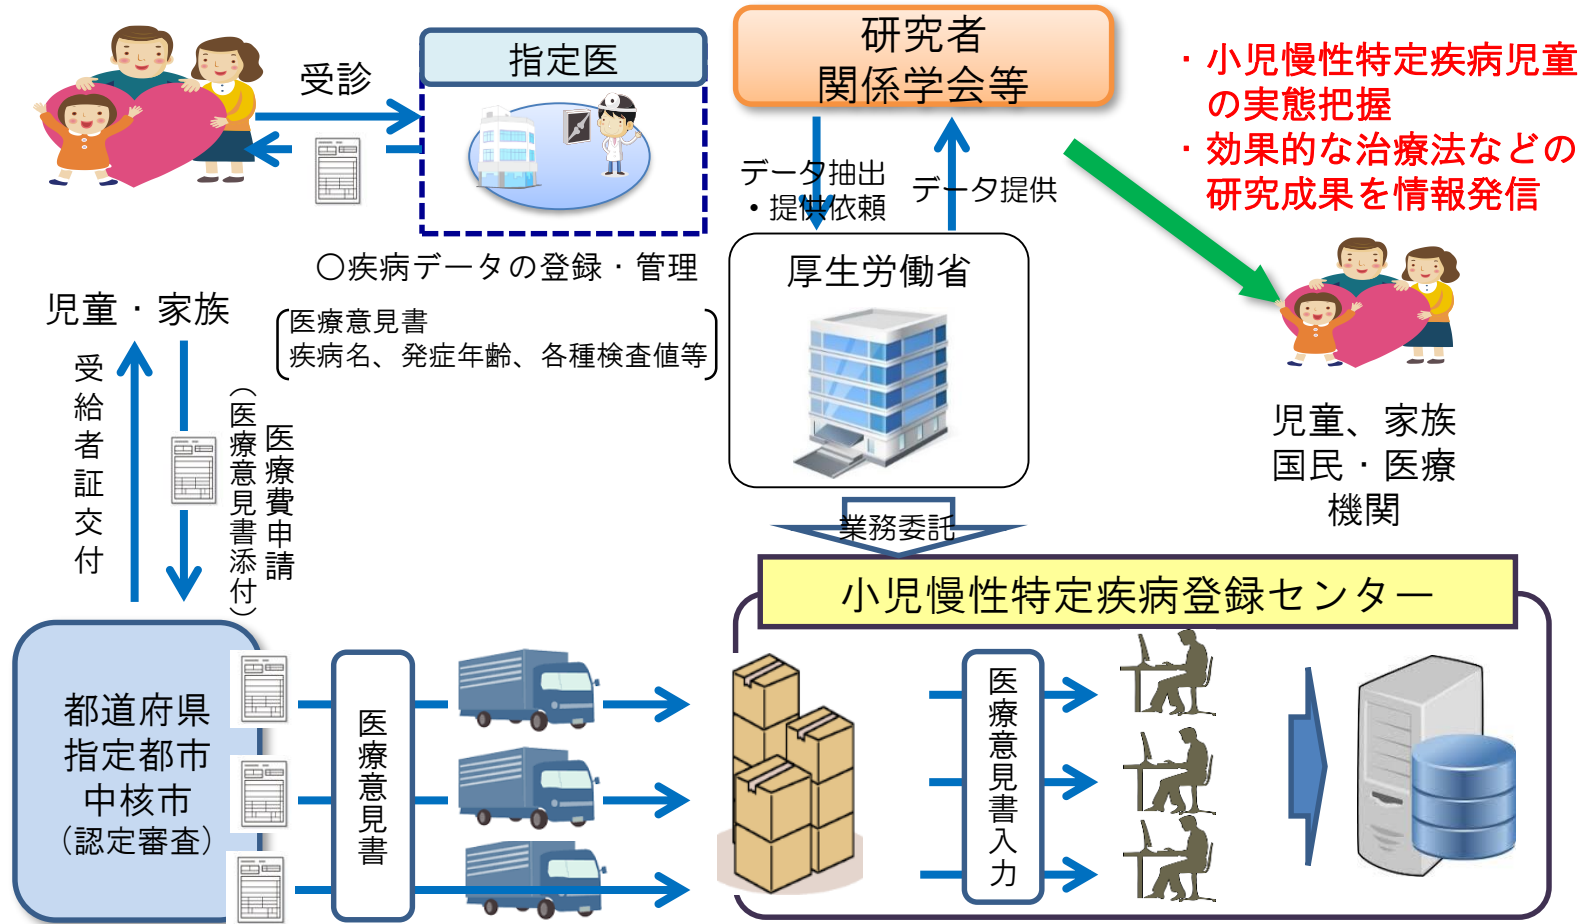 受診
指定医
研究者
関係学会等
・小児慢性特定疾病児童
の実態把握
・効果的な治療法などの
研究成果を情報発信
データ抽出
・提供依頼
データ提供
〇疾病データの登録・管理
医療意見書
疾病名、発症年齢、各種検査値等
児童・家族
受給者証交付
医療費申請
（医療意見書添付）
厚生労働省
児童、家族
国民・医療
機関
業務委託
小児慢性特定疾病登録センター
都道府県
指定都市
中核市
（認定審査）
医療意見書
医療意見書入力